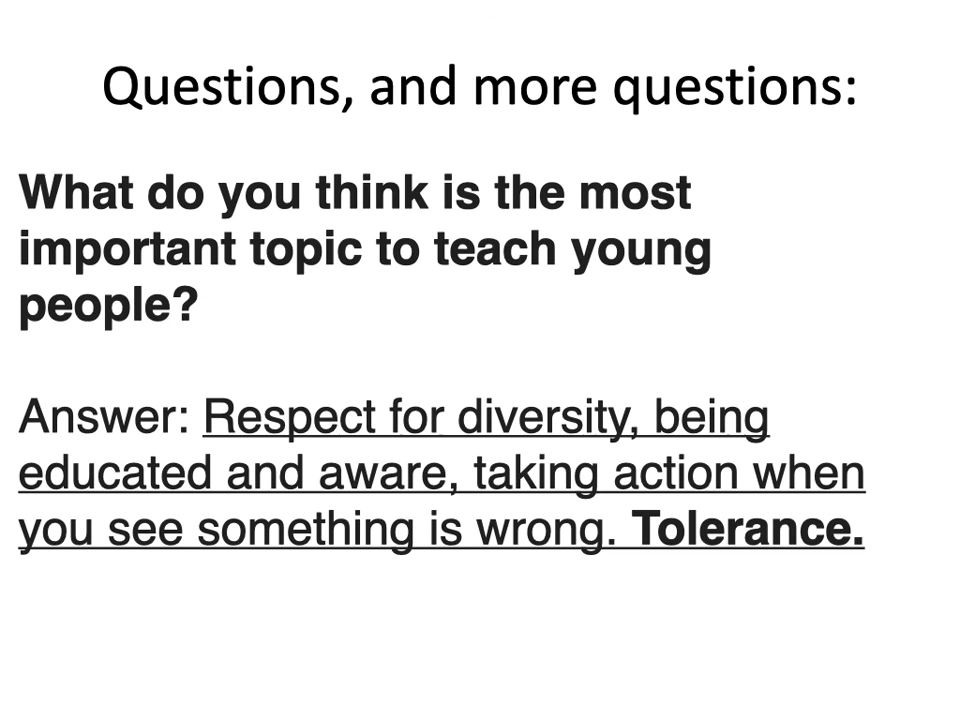 Questions, and more questions:
What do you think is the most
important topic to teach young
people?
Answer: Respect for diversity, being
educated and aware, taking action when
you see something is wrong. Tolerance.